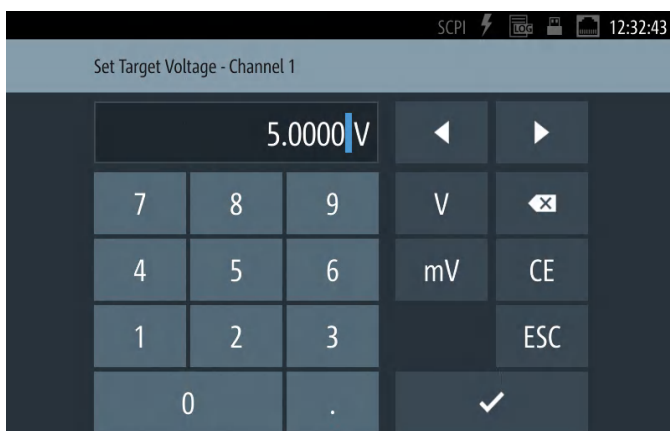 SCPI LOG 12:32:43
Set Target Voltage - Channel 1
5.0000 V
7 8 9 V
4 5 6 mV CE
1 2 3 ESC
0 .